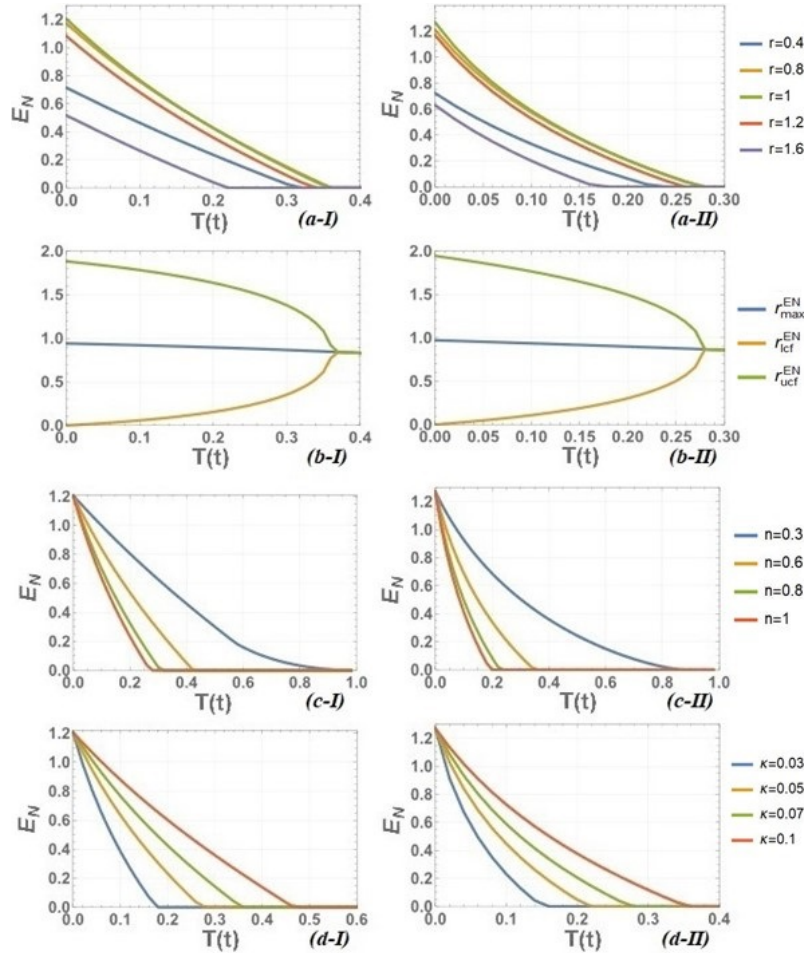 1.2
1.0
0.8
0.6
0.4
0.2
0.0
E_N
0.0 0.1 0.2 0.3 0.4
T(t) (a-I)
1.2
1.0
0.8
0.6
0.4
0.2
0.0
E_N
0.00 0.05 0.10 0.15 0.20 0.25 0.30
T(t) (a-II)
r=0.4
r=0.8
r=1
r=1.2
r=1.6
2.0
1.5
1.0
0.5
0.0
0.0 0.1 0.2 0.3 0.4
T(t) (b-I)
2.0
1.5
1.0
0.5
0.0
0.00 0.05 0.10 0.15 0.20 0.25 0.30
T(t) (b-II)
r_max^EN
r_lcf^EN
r_ucf^EN
1.2
1.0
0.8
0.6
0.4
0.2
0.0
E_N
0.0 0.2 0.4 0.6 0.8 1.0
T(t) (c-I)
1.2
1.0
0.8
0.6
0.4
0.2
0.0
E_N
0.0 0.2 0.4 0.6 0.8 1.0
T(t) (c-II)
n=0.3
n=0.6
n=0.8
n=1
1.2
1.0
0.8
0.6
0.4
0.2
0.0
E_N
0.0 0.1 0.2 0.3 0.4 0.5 0.6
T(t) (d-I)
1.2
1.0
0.8
0.6
0.4
0.2
0.0
E_N
0.0 0.1 0.2 0.3 0.4
T(t) (d-II)
κ=0.03
κ=0.05
κ=0.07
κ=0.1